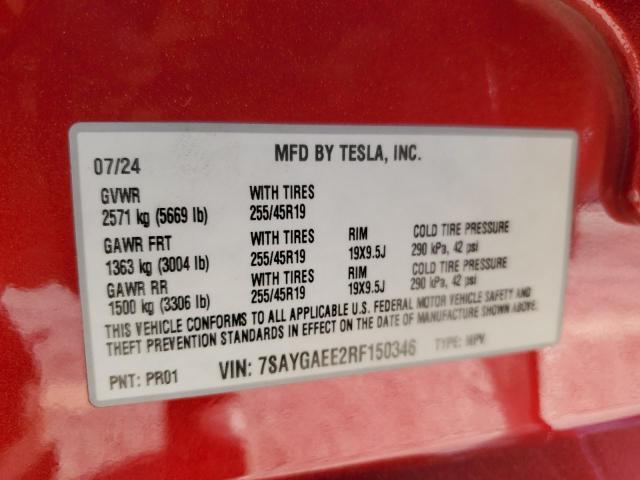 MFD BY TESLA, INC.
07/24
GVWR WITH TIRES
2571 kg (5669 lb) 255/45R19
GAWR FRT WITH TIRES RIM COLD TIRE PRESSURE
1363 kg (3004 lb) 255/45R19 19X9.5J 290 kPa, 42 psi
GAWR RR WITH TIRES RIM COLD TIRE PRESSURE
1500 kg (3306 lb) 255/45R19 19X9.5J 290 kPa, 42 psi
THIS VEHICLE CONFORMS TO ALL APPLICABLE U.S. FEDERAL MOTOR VEHICLE SAFETY AND
THEFT PREVENTION STANDARDS IN EFFECT ON THE DATE OF MANUFACTURE SHOWN ABOVE.
PNT: PR01 VIN: 7SAYGAEE2RF150346 TYPE: MPV